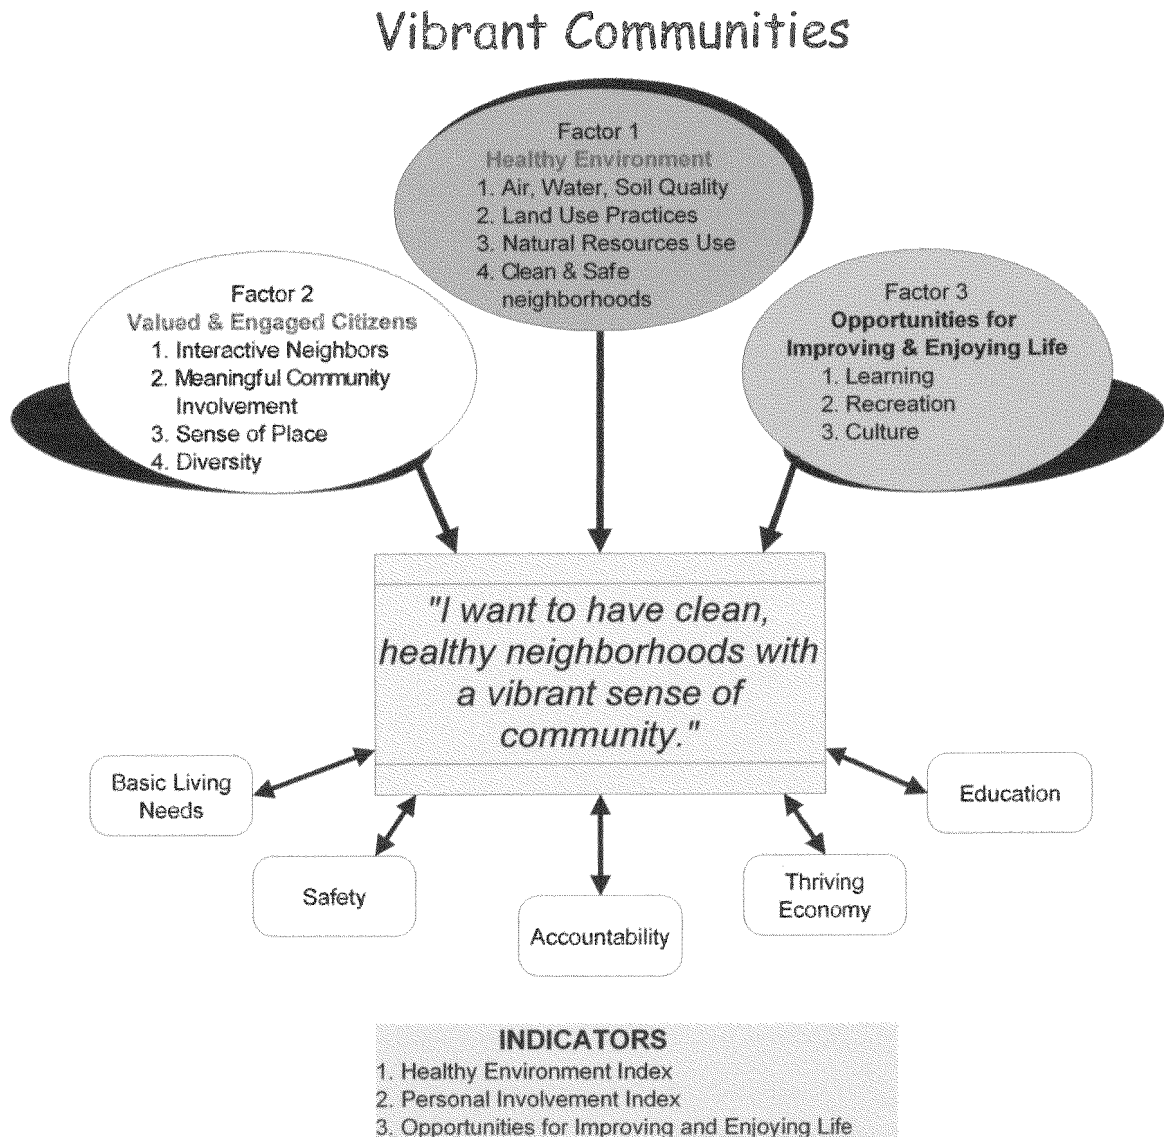 Vibrant Communities
Factor 1
Healthy Environment
1. Air, Water, Soil Quality
2. Land Use Practices
3. Natural Resources Use
4. Clean & Safe
neighborhoods
Factor 2
Valued & Engaged Citizens
1. Interactive Neighbors
2. Meaningful Community
Involvement
3. Sense of Place
4. Diversity
Factor 3
Opportunities for
Improving & Enjoying Life
1. Learning
2. Recreation
3. Culture
"I want to have clean,
healthy neighborhoods with
a vibrant sense of
community."
Basic Living
Needs
Safety
Accountability
Thriving
Economy
Education
INDICATORS
1. Healthy Environment Index
2. Personal Involvement Index
3. Opportunities for Improving and Enjoying Life